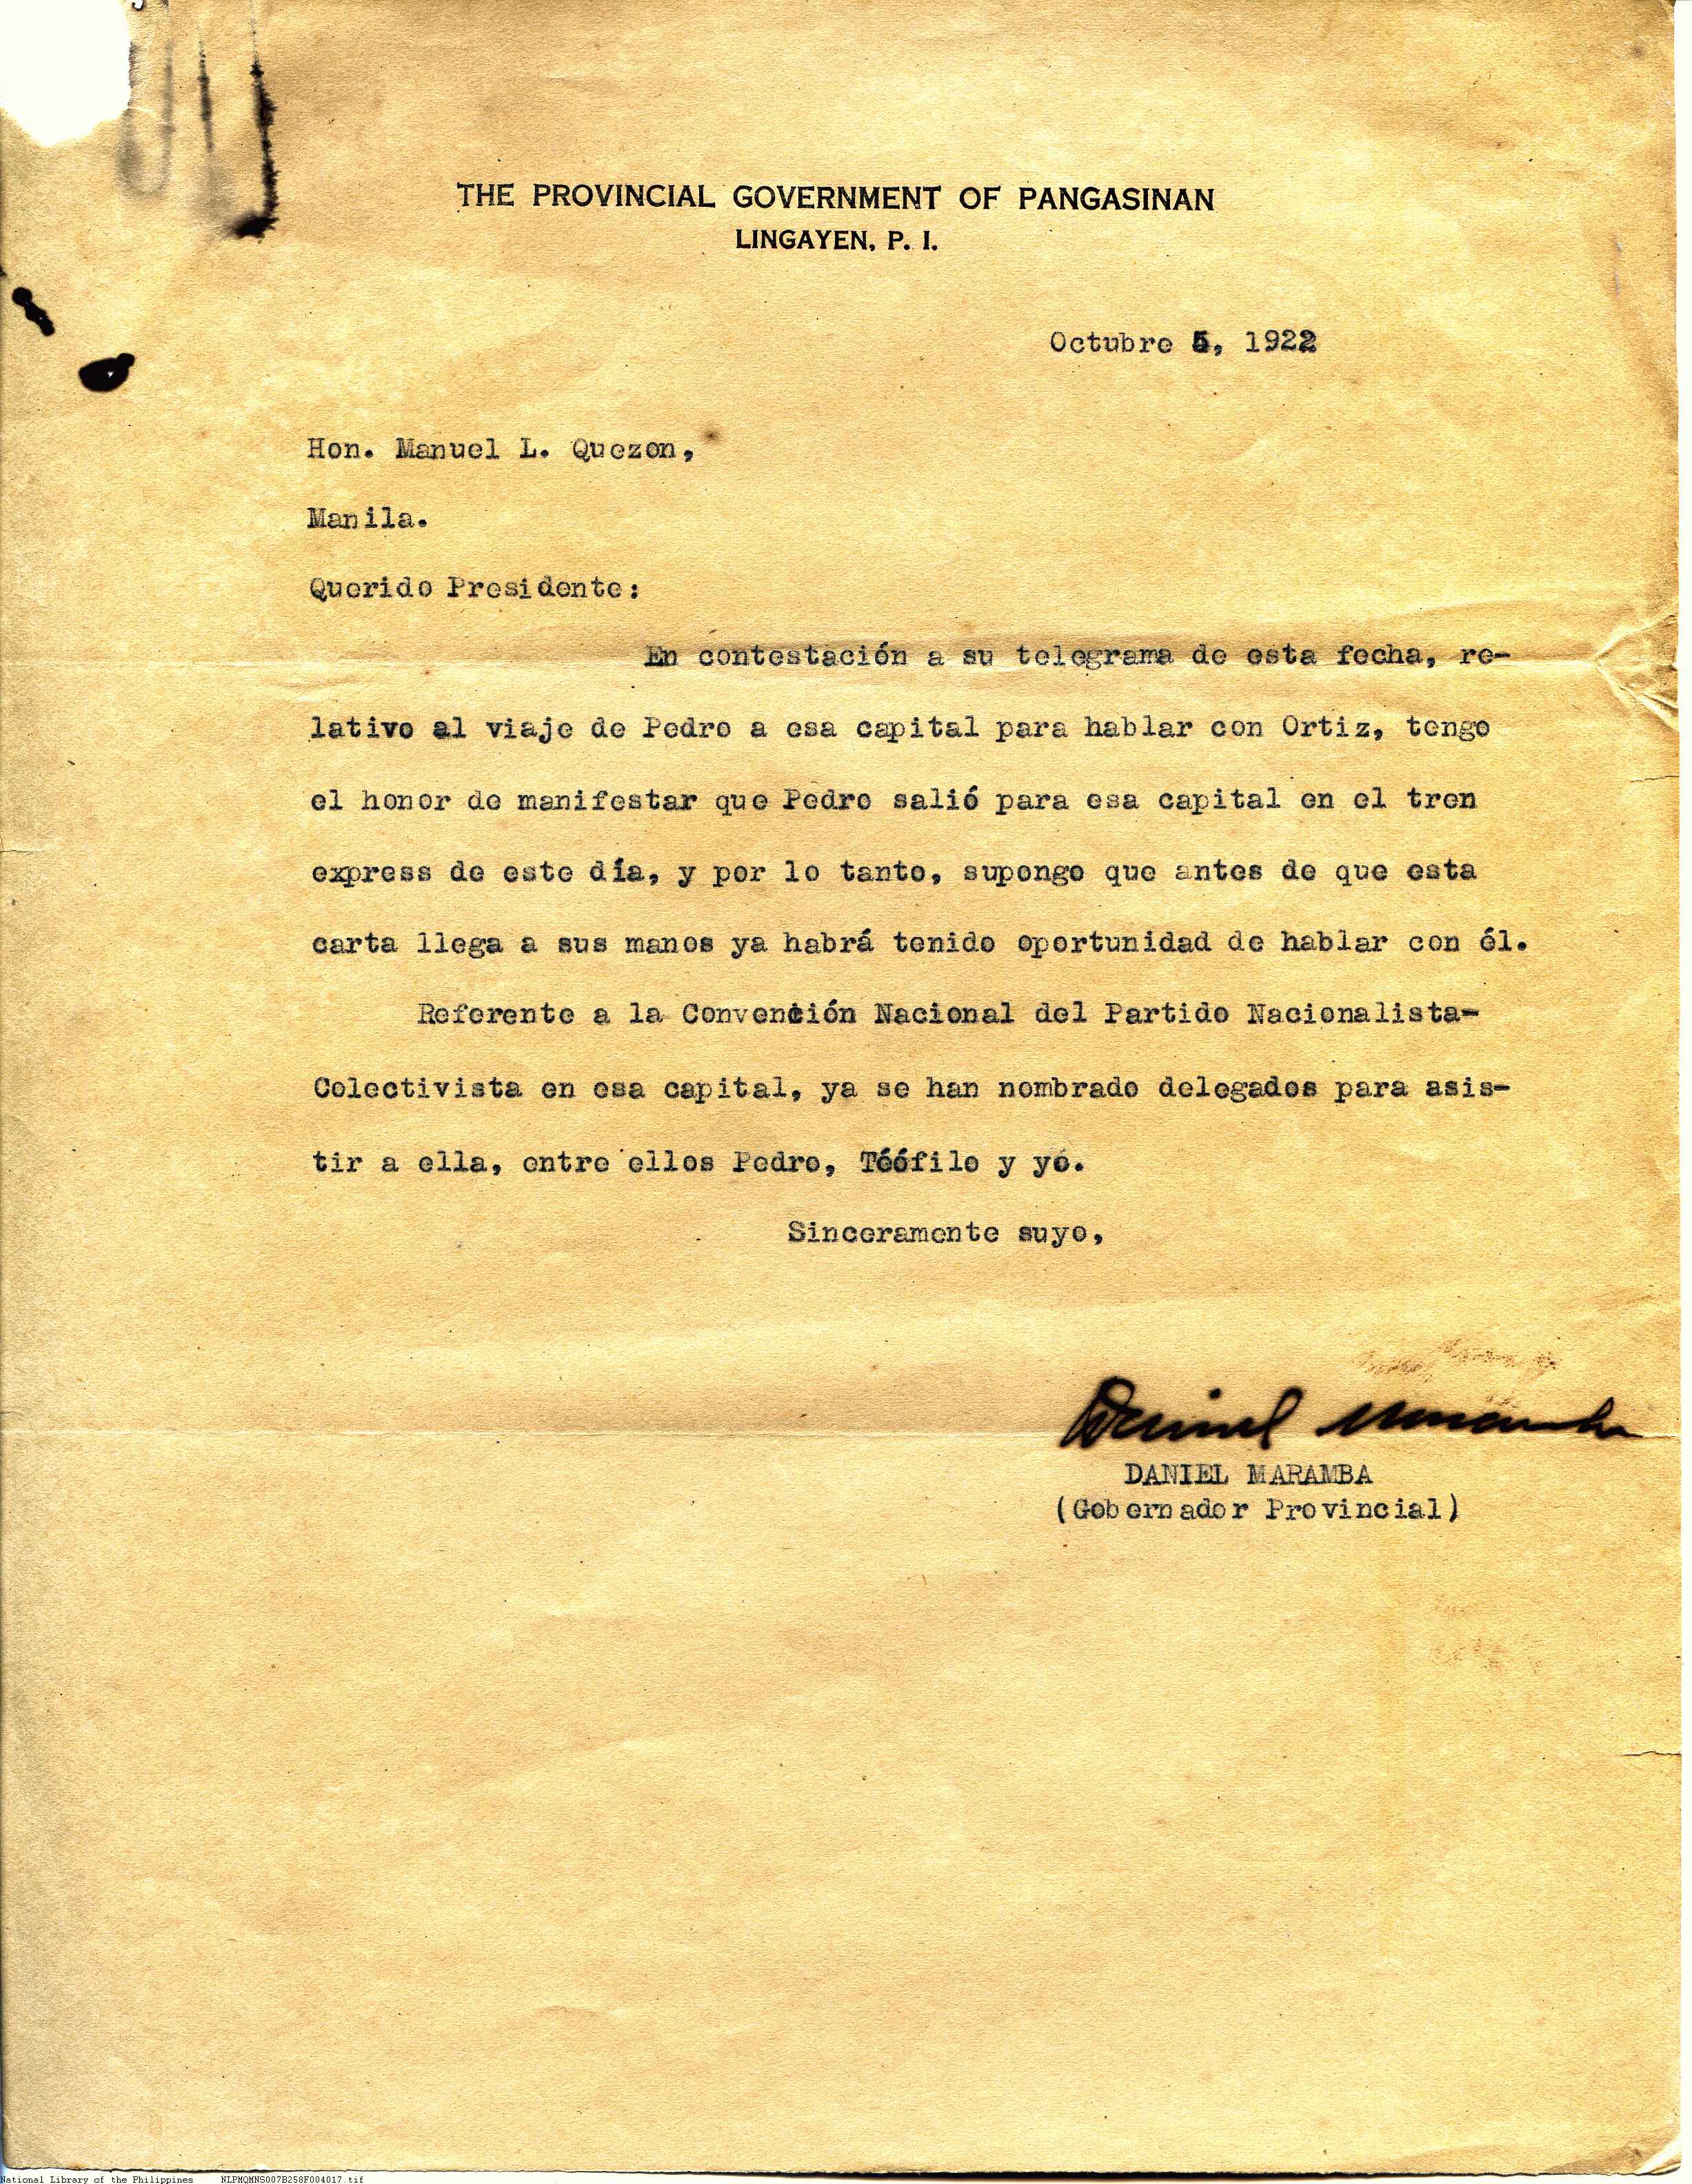 THE PROVINCIAL GOVERNMENT OF PANGASINAN
LINGAYEN, P. I.
Octubre 5, 1922
Hon. Manuel L. Quezon,
Manila.
Querido Presidente:
En contestación a su telegrama de esta fecha, re-
lativo al viaje de Pedro a esa capital para hablar con Ortiz, tengo
el honor de manifestar que Pedro salió para esa capital en el tren
express de este día, y por lo tanto, supongo que antes de que esta
carta llega a sus manos ya habrá tenido oportunidad de hablar con él.
Referente a la Convención Nacional del Partido Nacionalista-
Colectivista en esa capital, ya se han nombrado delegados para asis-
tir a ella, entre ellos Pedro, Téófilo y yó.
Sinceramente suyo,
Daniel Maramba
DANIEL MARAMBA
(Gobernador Provincial)
National Library of the Philippines NLPMQMNS007B258F004017.tif